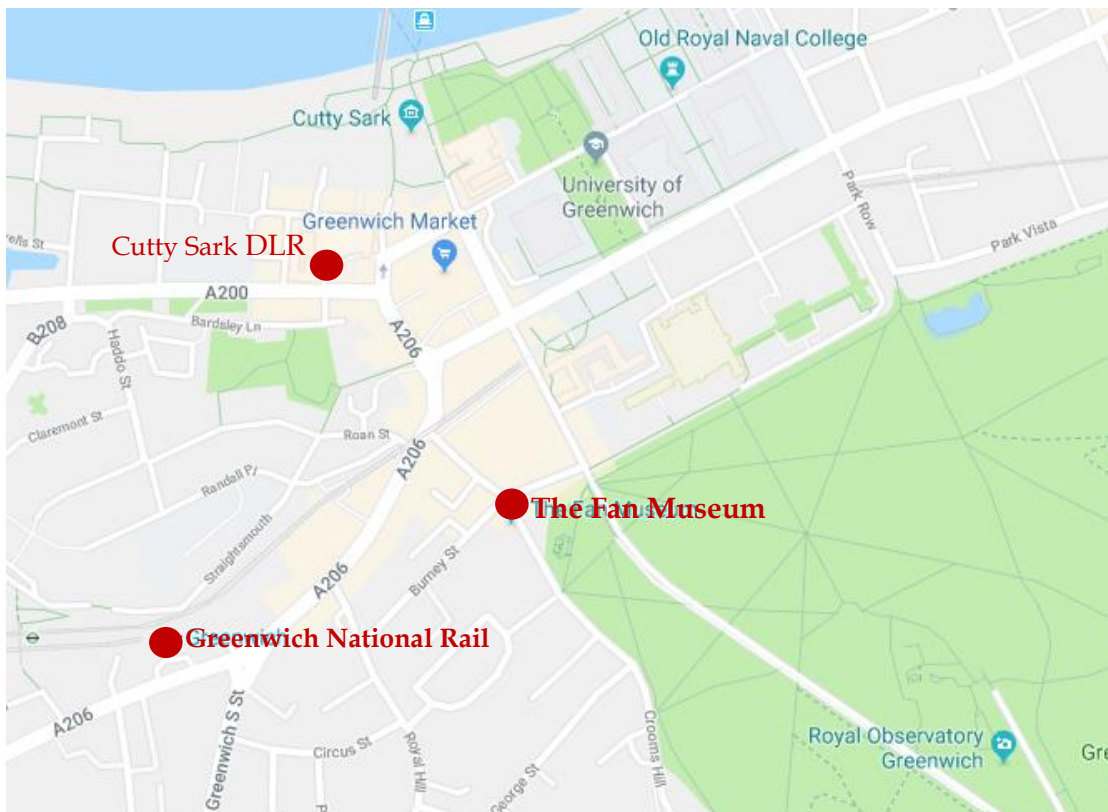 Old Royal Naval College
Cutty Sark
University of
Greenwich
Park Row
Park Vista
Greenwich Market
Cutty Sark DLR
A200
B208
Bardsley Ln
A206
Haddo St
Claremont St
Roan St
A206
Randall Pl
Straightsmouth
The Fan Museum
Burney St
A206
Greenwich National Rail
A206
Greenwich S St
Circus St
Royal Hill
George St
Crooms Hill
Royal Observatory
Greenwich